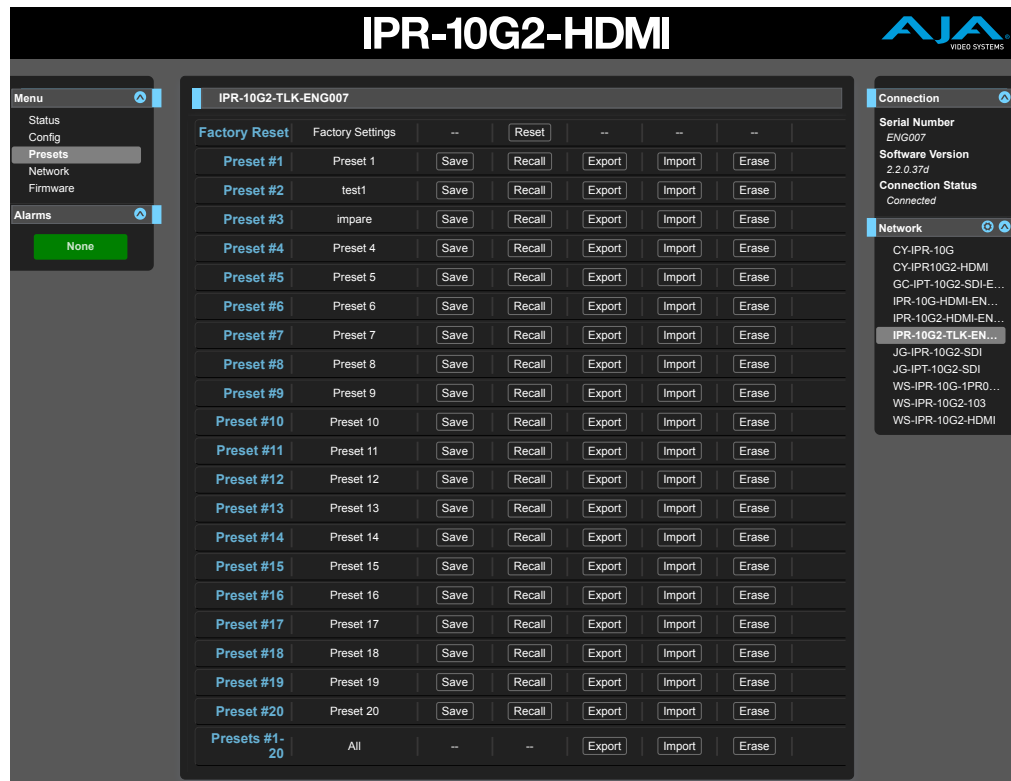 IPR-10G2-HDMI
AJA
VIDEO SYSTEMS
Menu
Status
Config
Presets
Network
Firmware
Alarms
None
IPR-10G2-TLK-ENG007
Factory Reset Factory Settings -- Reset -- -- --
Preset #1 Preset 1 Save Recall Export Import Erase
Preset #2 test1 Save Recall Export Import Erase
Preset #3 impare Save Recall Export Import Erase
Preset #4 Preset 4 Save Recall Export Import Erase
Preset #5 Preset 5 Save Recall Export Import Erase
Preset #6 Preset 6 Save Recall Export Import Erase
Preset #7 Preset 7 Save Recall Export Import Erase
Preset #8 Preset 8 Save Recall Export Import Erase
Preset #9 Preset 9 Save Recall Export Import Erase
Preset #10 Preset 10 Save Recall Export Import Erase
Preset #11 Preset 11 Save Recall Export Import Erase
Preset #12 Preset 12 Save Recall Export Import Erase
Preset #13 Preset 13 Save Recall Export Import Erase
Preset #14 Preset 14 Save Recall Export Import Erase
Preset #15 Preset 15 Save Recall Export Import Erase
Preset #16 Preset 16 Save Recall Export Import Erase
Preset #17 Preset 17 Save Recall Export Import Erase
Preset #18 Preset 18 Save Recall Export Import Erase
Preset #19 Preset 19 Save Recall Export Import Erase
Preset #20 Preset 20 Save Recall Export Import Erase
Presets #1-
20 All -- -- Export Import Erase
Connection
Serial Number
ENG007
Software Version
2.2.0.37d
Connection Status
Connected
Network
CY-IPR-10G
CY-IPR10G2-HDMI
GC-IPT-10G2-SDI-E...
IPR-10G-HDMI-EN...
IPR-10G2-HDMI-EN...
IPR-10G2-TLK-EN...
JG-IPR-10G2-SDI
JG-IPT-10G2-SDI
WS-IPR-10G-1PR0...
WS-IPR-10G2-103
WS-IPR-10G2-HDMI